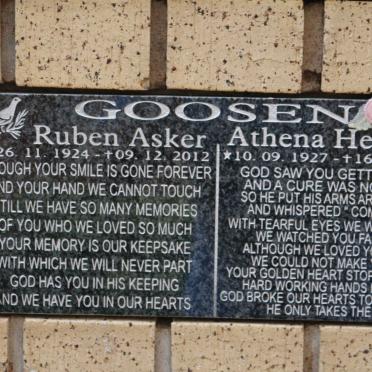 GOOSEN
Ruben Asker
26. 11. 1924 - +09. 12. 2012
OUGH YOUR SMILE IS GONE FOREVER
ND YOUR HAND WE CANNOT TOUCH
TILL WE HAVE SO MANY MEMORIES
OF YOU WHO WE LOVED SO MUCH
YOUR MEMORY IS OUR KEEPSAKE
WITH WHICH WE WILL NEVER PART
GOD HAS YOU IN HIS KEEPING
AND WE HAVE YOU IN OUR HEARTS
Athena He
★10. 09. 1927 - +16
GOD SAW YOU GETT
AND A CURE WAS NO
SO HE PUT HIS ARMS AR
AND WHISPERED " COM
WITH TEARFUL EYES WE W
WE WATCHED YOU FA
ALTHOUGH WE LOVED Y
WE COULD NOT MAKE
YOUR GOLDEN HEART STOP
HARD WORKING HANDS
GOD BROKE OUR HEARTS TO
HE ONLY TAKES THE